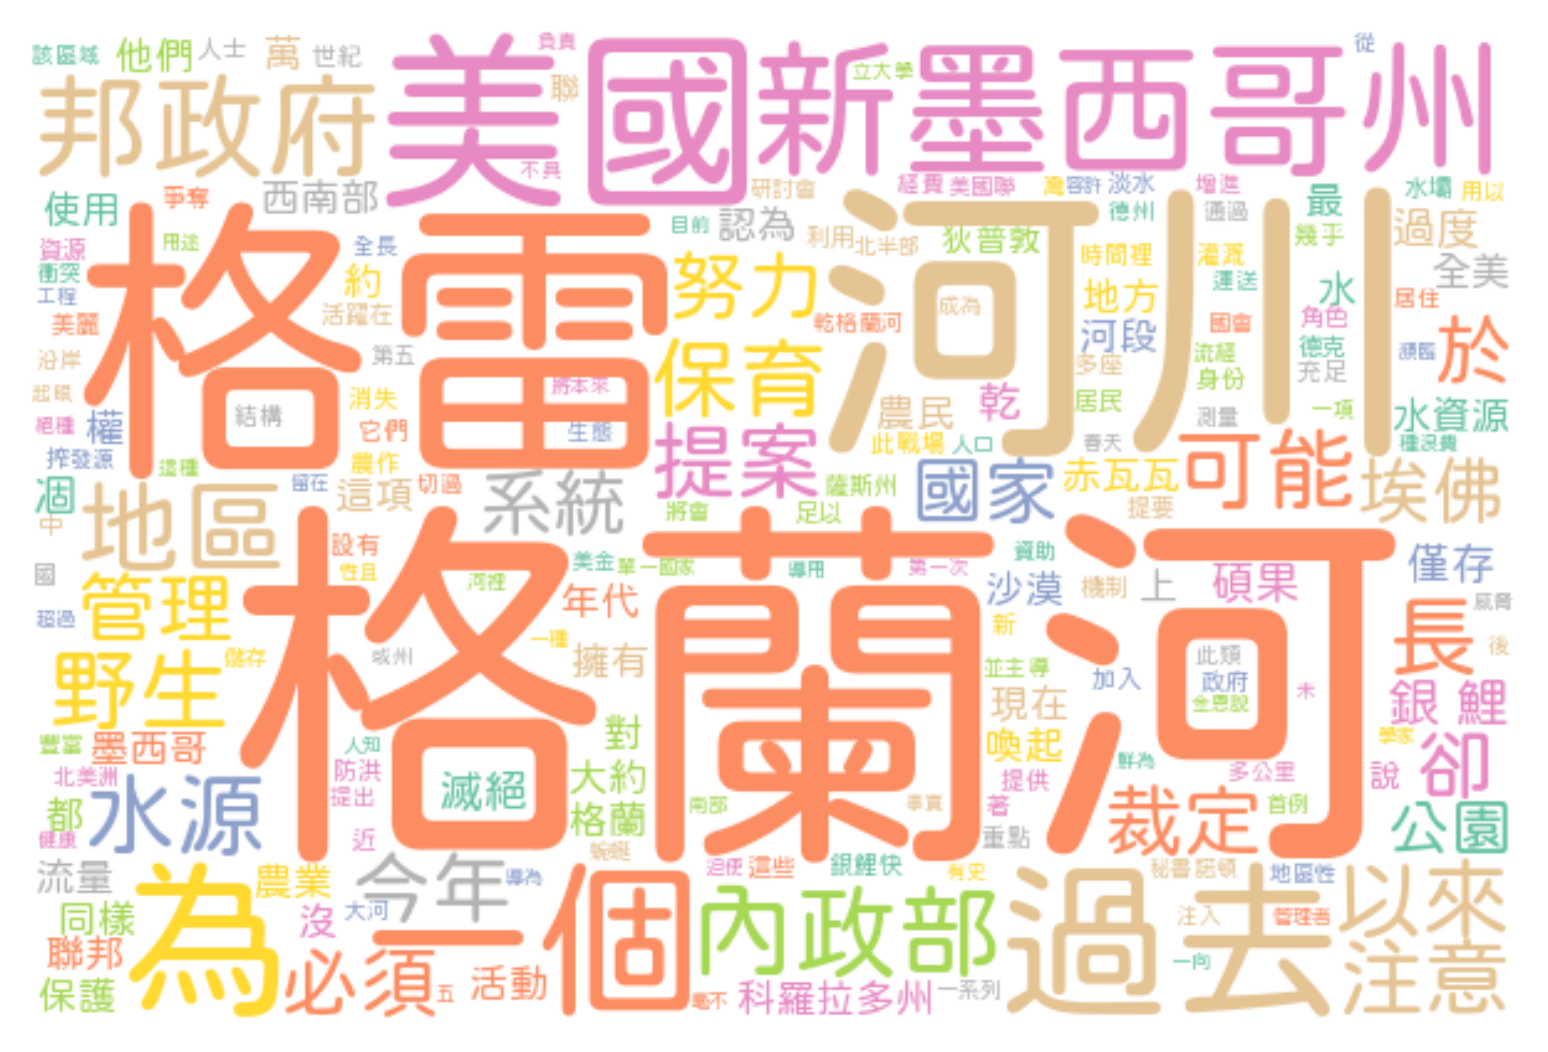 該區域
他們
人士
萬
世紀
負責
聯
立大學
從
邦政府
美國
新墨西哥州
不具
使用
爭奪
西南部
研討會
經費
美國聯
灣
容許
淡水
增進
最
水壩
用以
資源
用途
全長
目前
認為
利用
北半部
狄普敦
德州
通過
幾乎
過度
衝突
工程
約
格雷
努力
河川
時間裡
灌溉
運送
水
全美
美麗
活躍在
乾格蘭河
成為
地方
國會
角色
居住
沿岸
第五
河段
流經
德克
於
起眼
結構
消失
將本來
保育
農民
乾
多座
身份
充足
絕種
權
它們
生態
居民
測量
一項
水資源
搾發源
這種
農作
提案
此戰場
人口
春天
可能
種浪費
凅
地區
留在
這項
切過
系統
薩斯州
國家
赤瓦瓦
埃佛
中
將會
足以
提要
國
設有
性且
美金
單一國家
導用
第一次
資助
管理
河裡
年代
格蘭河
沙漠
機制
上
碩果
僅存
超過
一種
新
長
威脅
野生
儲存
擁有
並主導
此類
後
加入
政府
現在
金恩說
未
銀鯉
豐富
墨西哥
人知
對
喚起
鮮為
學家
北美洲
防洪
滅絕
大約
提供
多公里
說
卻
都
水源
提出
格蘭
南部
事實
著
裁定
首例
公園
健康
近
重點
流量
農業
今年
導為
蜿蜒
迫使
這些
銀鯉快
有史
秘書諾頓
地區性
以來
同樣
為
沒
大河
一個
內政部
過去
注入
管理者
聯邦
必須
五
活動
一向
注意
保護
毫不
科羅拉多州
一系列